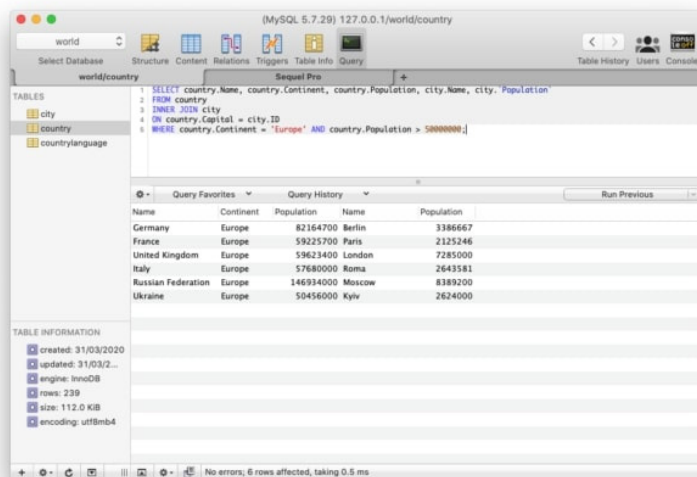 (MySQL 5.7.29) 127.0.0.1/world/country
world
Select Database
Structure Content Relations Triggers Table Info Query
Table History Users Console
conso
le off
world/country
Sequel Pro
+
TABLES
city
country
countrylanguage
1 SELECT country.Name, country.Continent, country.Population, city.Name, city.`Population`
2 FROM country
3 INNER JOIN city
4 ON country.Capital = city.ID
WHERE country.Continent = 'Europe' AND country.Population > 50000000;
Query Favorites Query History Run Previous
Name Continent Population Name Population
Germany Europe 82164700 Berlin 3386667
France Europe 59225700 Paris 2125246
United Kingdom Europe 59623400 London 7285000
Italy Europe 57680000 Roma 2643581
Russian Federation Europe 146934000 Moscow 8389200
Ukraine Europe 50456000 Kyiv 2624000
TABLE INFORMATION
created: 31/03/2020
updated: 31/03/2...
engine: InnoDB
rows: 239
size: 112.0 KiB
encoding: utf8mb4
No errors; 6 rows affected, taking 0.5 ms